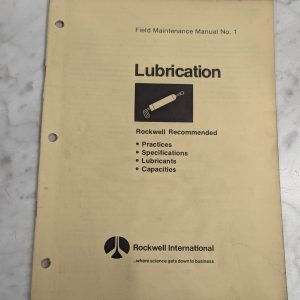 Field Maintenance Manual No. 1
Lubrication
Rockwell Recommended
• Practices
• Specifications
• Lubricants
• Capacities
Rockwell International
...where science gets down to business